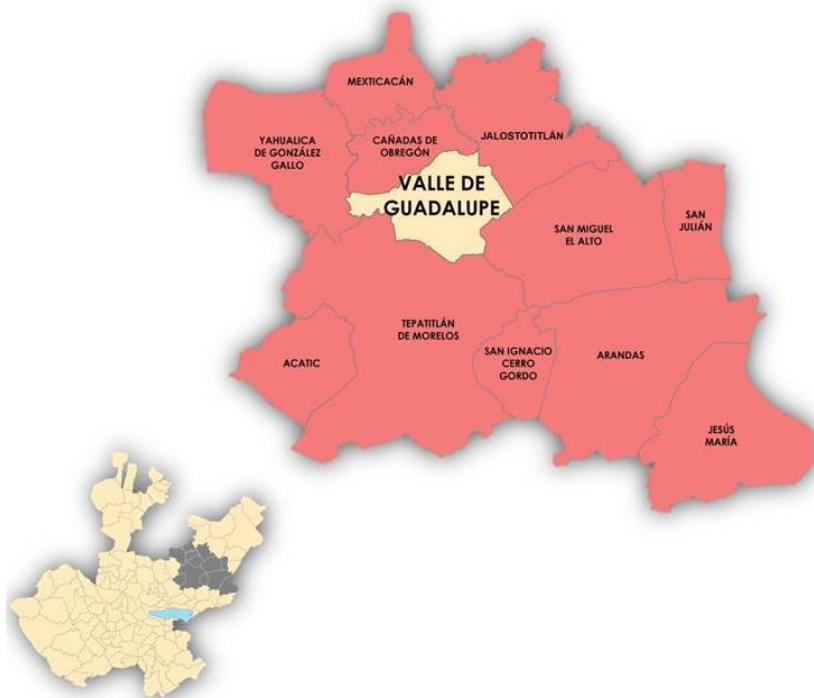 MEXTICACÁN
YAHUALICA
DE GONZÁLEZ
GALLO
CAÑADAS DE
OBREGÓN
JALOSTOTITLÁN
VALLE DE
GUADALUPE
SAN MIGUEL
EL ALTO
SAN
JULIÁN
TEPATITLÁN
DE MORELOS
ACATIC
SAN IGNACIO
CERRO
GORDO
ARANDAS
JESÚS
MARÍA